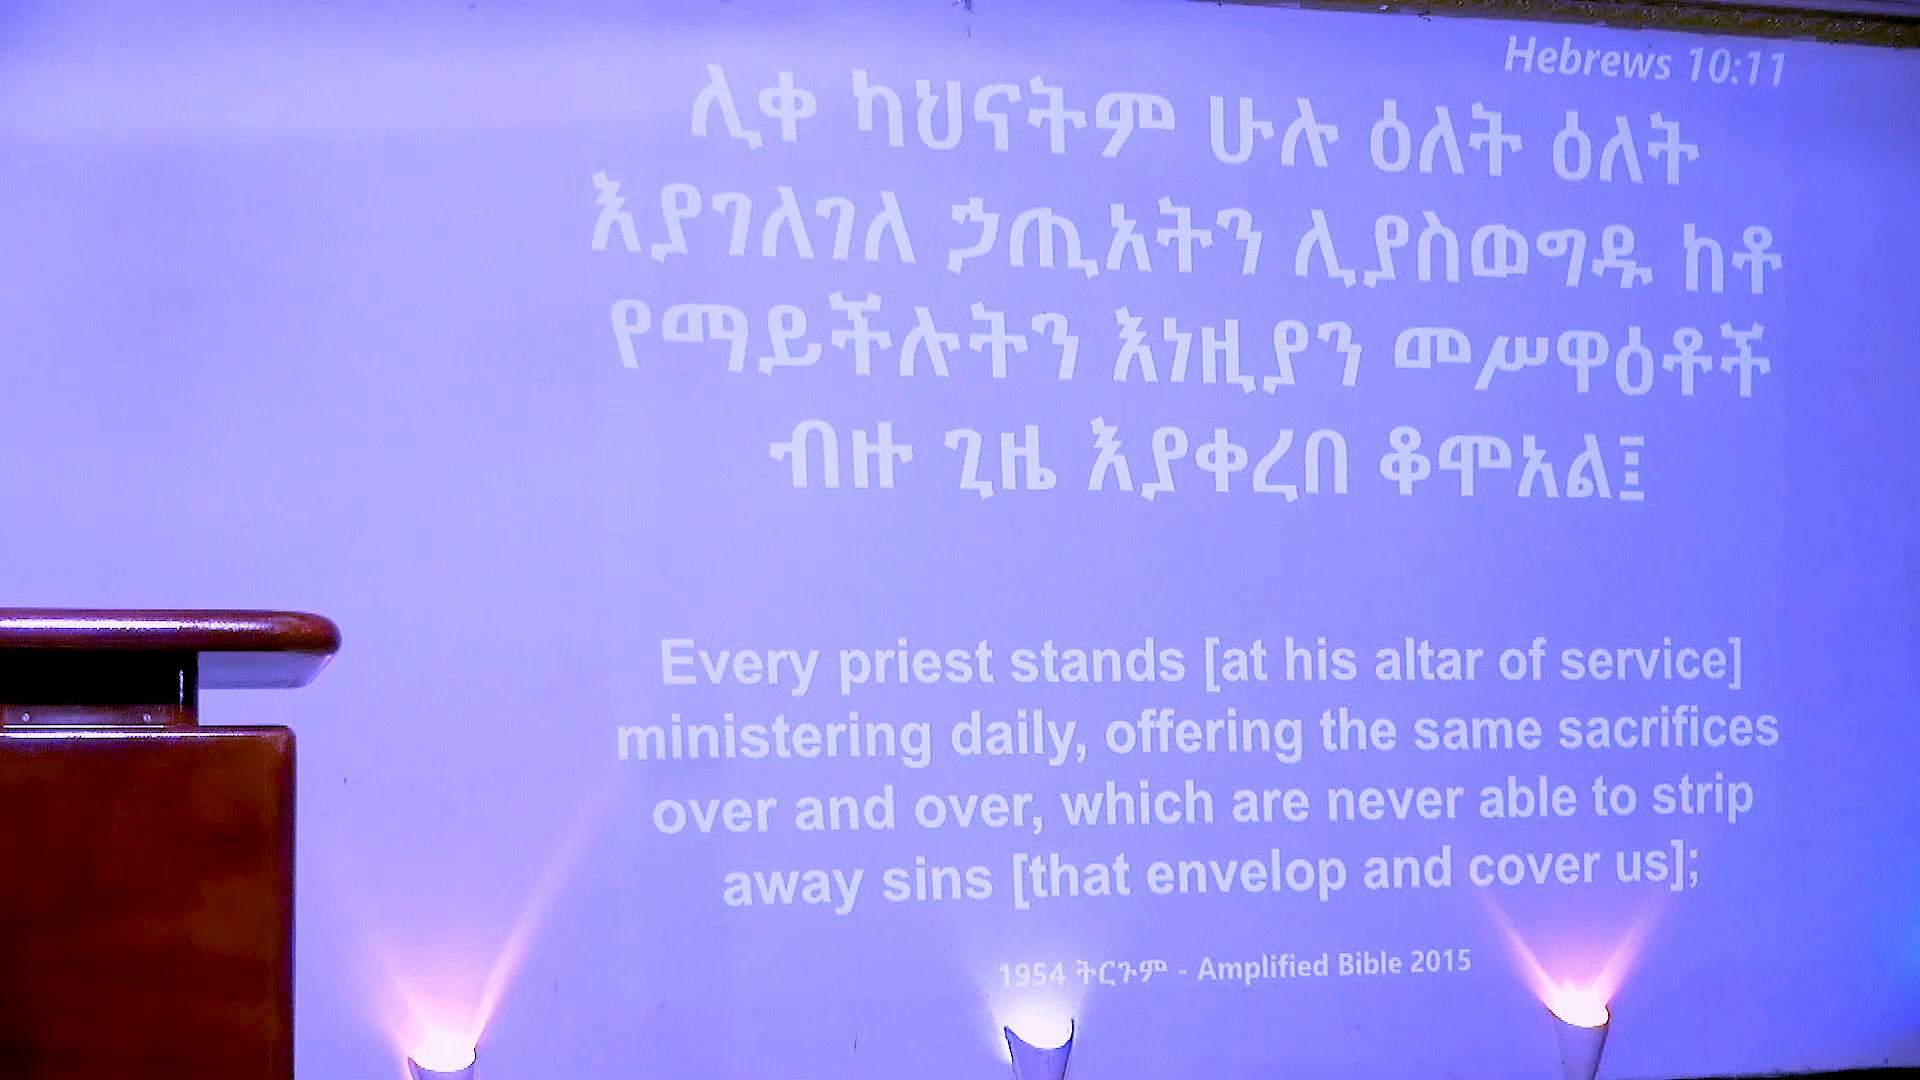 Hebrews 10:11
ሊቀ ካህናትም ሁሉ ዕለት ዕለት
እያገለገለ ኃጢአትን ሊያስወግዱ ከቶ
የማይችሉትን እነዚያን መሥዋዕቶች
ብዙ ጊዜ እያቀረበ ቆሞአል፤
Every priest stands [at his altar of service]
ministering daily, offering the same sacrifices
over and over, which are never able to strip
away sins [that envelop and cover us];
1954 ትርጉም - Amplified Bible 2015